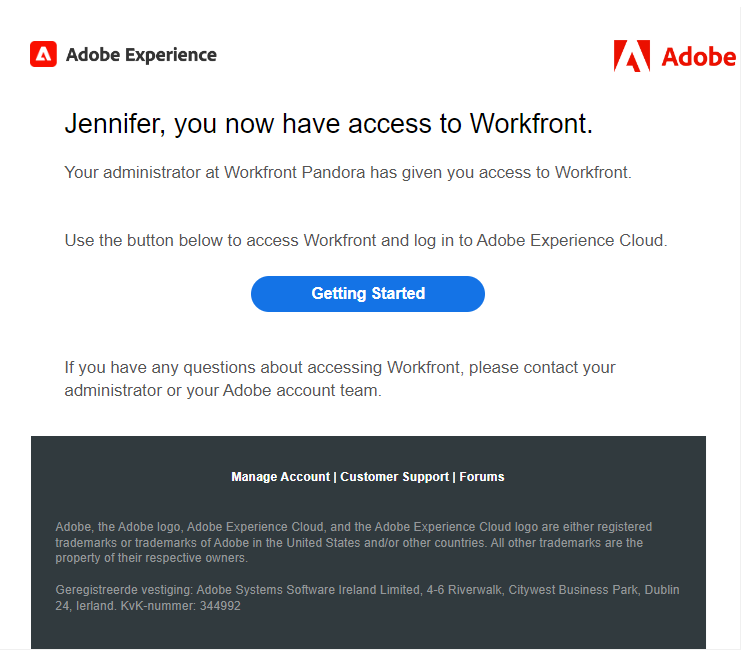 Adobe Experience
Adobe
Jennifer, you now have access to Workfront.
Your administrator at Workfront Pandora has given you access to Workfront.
Use the button below to access Workfront and log in to Adobe Experience Cloud.
Getting Started
If you have any questions about accessing Workfront, please contact your
administrator or your Adobe account team.
Manage Account | Customer Support | Forums
Adobe, the Adobe logo, Adobe Experience Cloud, and the Adobe Experience Cloud logo are either registered
trademarks or trademarks of Adobe in the United States and/or other countries. All other trademarks are the
property of their respective owners.
Geregistreerde vestiging: Adobe Systems Software Ireland Limited, 4-6 Riverwalk, Citywest Business Park, Dublin
24, Ierland. KvK-nummer: 344992